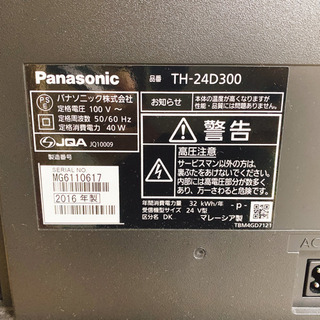 Panasonic
品番 TH-24D300
パナソニック株式会社
定格電圧 100 V ～
定格周波数 50/60 Hz
定格消費電力 40 W
PS
E
JQA JQ10009
製造番号
SERIAL NO.
MG6110617
2016 年製
お知らせ
本体の温度が高くなりますが
性能・品質には問題ありません。
警告
高圧注意
サービスマン以外の方は、
裏ぶたをあけないでください。
内部には高電圧部分が数多く
あり、万一さわると危険です。
年間消費電力量 32 kWh/年
受信機型サイズ 24 V型
区分名 DK
- p -
マレーシア製
TBM4GD7121
AC